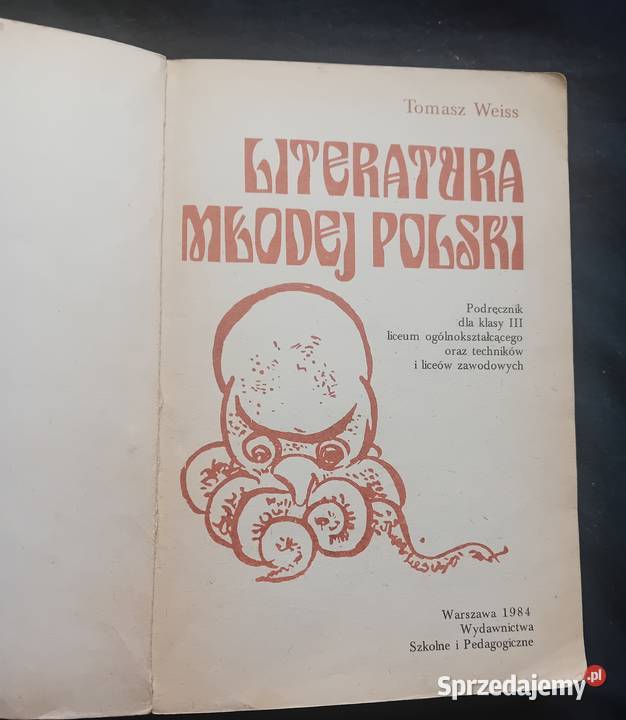 Tomasz Weiss
LITERATURA
MŁODEJ POLSKI
Podręcznik
dla klasy III
liceum ogólnokształcącego
oraz techników
i liceów zawodowych
Warszawa 1984
Wydawnictwa
Szkolne i Pedagogiczne
Sprzedajemy.pl